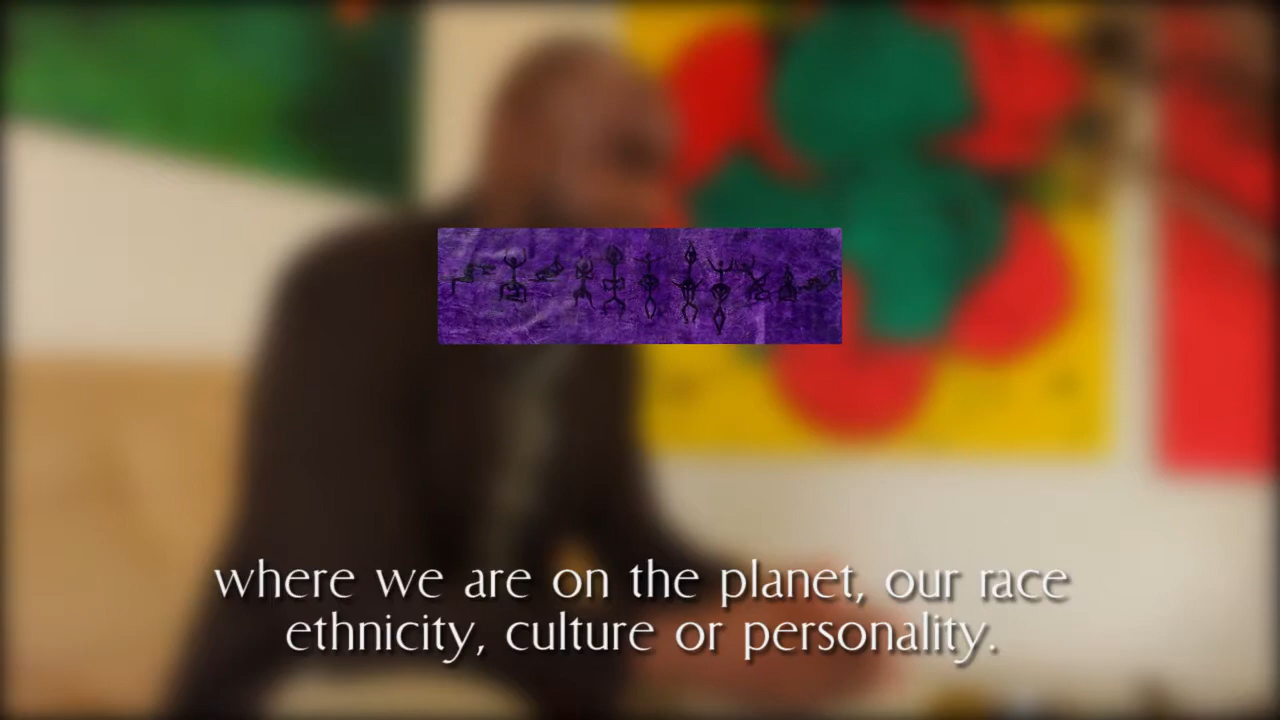 where we are on the planet, our race
ethnicity, culture or personality.